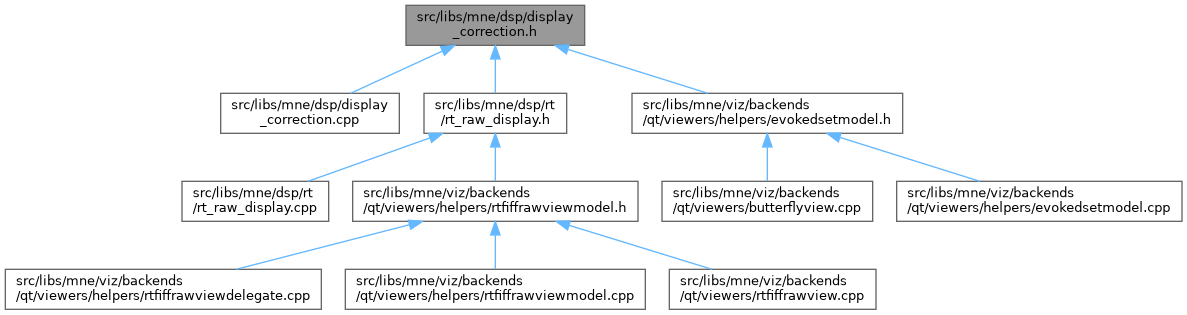 src/libs/mne/dsp/display
_correction.h
src/libs/mne/dsp/display
_correction.cpp
src/libs/mne/dsp/rt
/rt_raw_display.h
src/libs/mne/viz/backends
/qt/viewers/helpers/evokedsetmodel.h
src/libs/mne/dsp/rt
/rt_raw_display.cpp
src/libs/mne/viz/backends
/qt/viewers/helpers/rtfiffrawviewmodel.h
src/libs/mne/viz/backends
/qt/viewers/butterflyview.cpp
src/libs/mne/viz/backends
/qt/viewers/helpers/evokedsetmodel.cpp
src/libs/mne/viz/backends
/qt/viewers/helpers/rtfiffrawviewdelegate.cpp
src/libs/mne/viz/backends
/qt/viewers/helpers/rtfiffrawviewmodel.cpp
src/libs/mne/viz/backends
/qt/viewers/rtfiffrawview.cpp